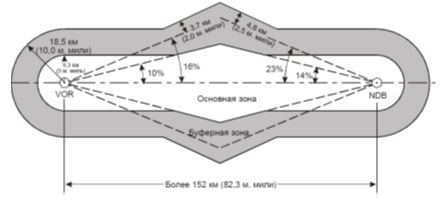 3,7 км
(2,0 м. мили)
4,6 км
(2,5 м. мили)
18,5 км
(10,0 м. мили)
9,3 км
(5 м. миль)
10%
16%
23%
14%
VOR
Основная зона
NDB
Буферная зона
Более 152 км (82,3 м. мили)